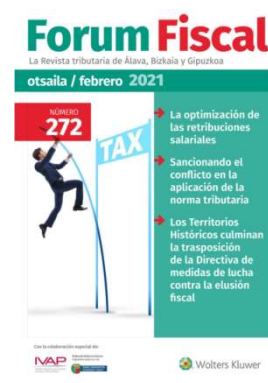 Forum Fiscal
La Revista tributaria de Álava, Bizkaia y Gipuzkoa
otsaila / febrero 2021
NÚMERO
272
TAX
La optimización de
las retribuciones
salariales
Sancionando el
conflicto en la
aplicación de la
norma tributaria
Los Territorios
Históricos culminan
la trasposición
de la Directiva de
medidas de lucha
contra la elusión
fiscal
Con la colaboración especial de:
IVAP
Wolters Kluwer